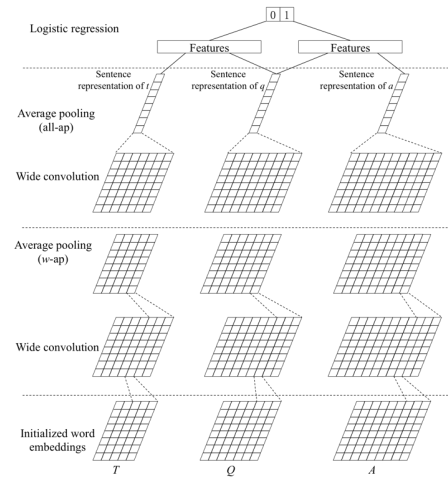 0 1
Logistic regression
Features Features
Sentence representation of t
Sentence representation of q
Sentence representation of a
Average pooling
(all-ap)
Wide convolution
Average pooling
(w-ap)
Wide convolution
Initialized word
embeddings
T Q A